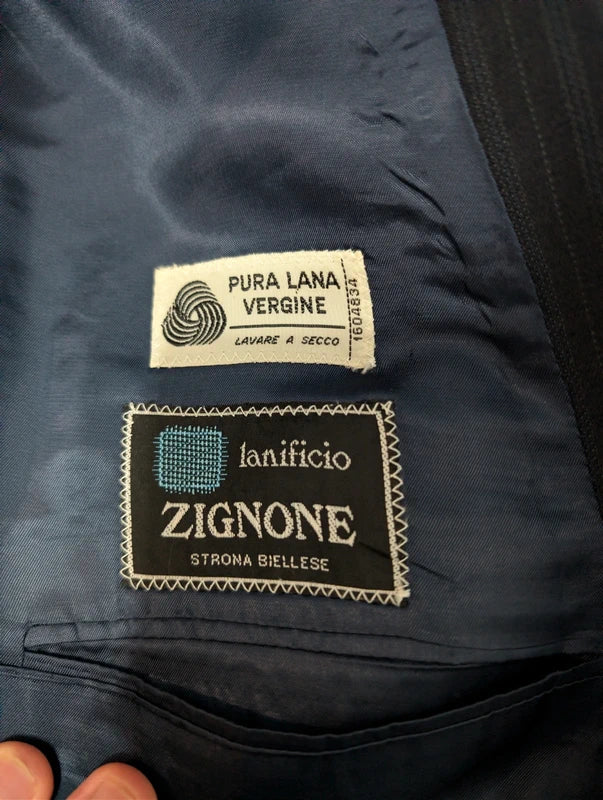 PURA LANA
VERGINE
LAVARE A SECCO
1604834
lanificio
ZIGNONE
STRONA BIELLESE